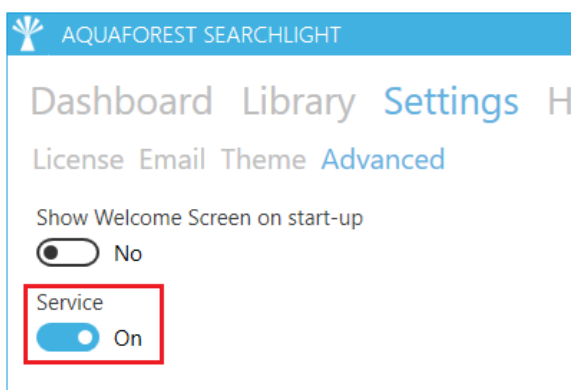 AQUAFOREST SEARCHLIGHT
Dashboard Library Settings
License Email Theme Advanced
Show Welcome Screen on start-up
No
Service
On